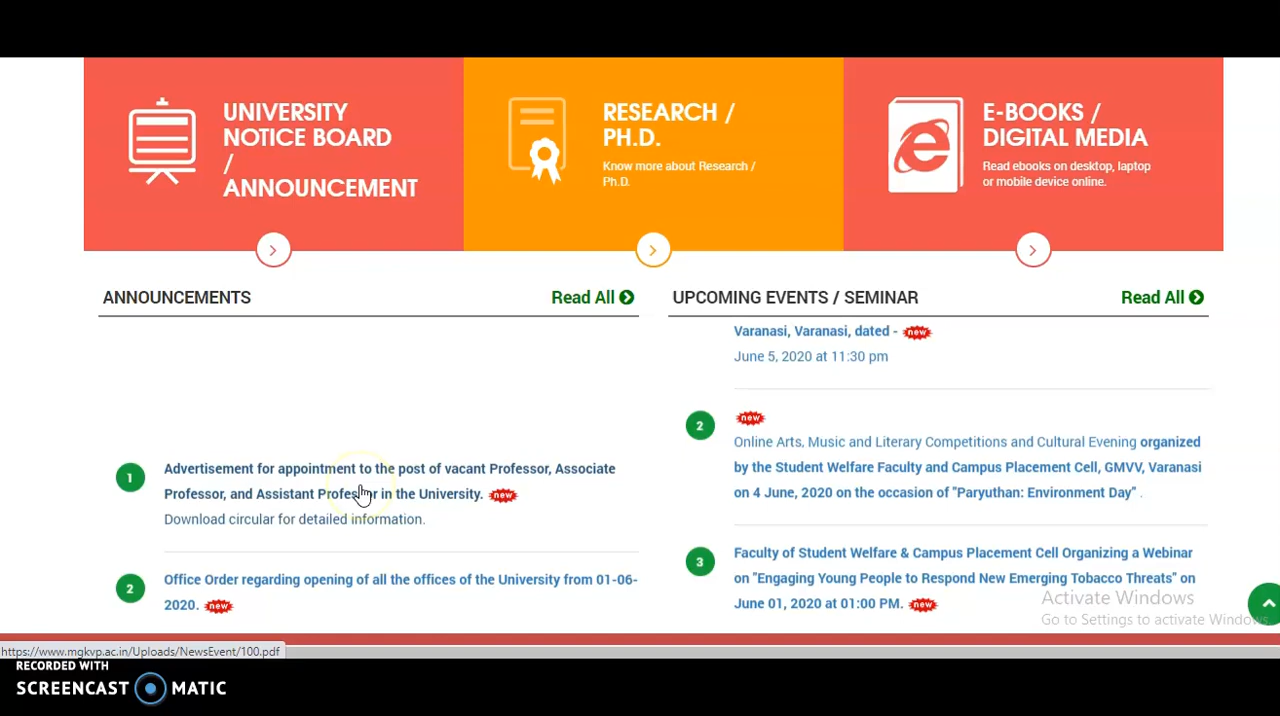 UNIVERSITY
NOTICE BOARD
/
ANNOUNCEMENT
RESEARCH /
PH.D.
Know more about Research /
Ph.D.
E-BOOKS /
DIGITAL MEDIA
Read ebooks on desktop, laptop
or mobile device online.
ANNOUNCEMENTS
Read All
1
Advertisement for appointment to the post of vacant Professor, Associate
Professor, and Assistant Professor in the University. new
Download circular for detailed information.
2
Office Order regarding opening of all the offices of the University from 01-06-
2020. new
UPCOMING EVENTS / SEMINAR
Read All
Varanasi, Varanasi, dated - new
June 5, 2020 at 11:30 pm
2
new
Online Arts, Music and Literary Competitions and Cultural Evening organized
by the Student Welfare Faculty and Campus Placement Cell, GMVV, Varanasi
on 4 June, 2020 on the occasion of "Paryuthan: Environment Day" .
3
Faculty of Student Welfare & Campus Placement Cell Organizing a Webinar
on "Engaging Young People to Respond New Emerging Tobacco Threats" on
June 01, 2020 at 01:00 PM. new
Activate Windows
Go to Settings to activate Windows
https://www.mgkvp.ac.in/Uploads/NewsEvent/100.pdf
RECORDED WITH
SCREENCAST MATIC